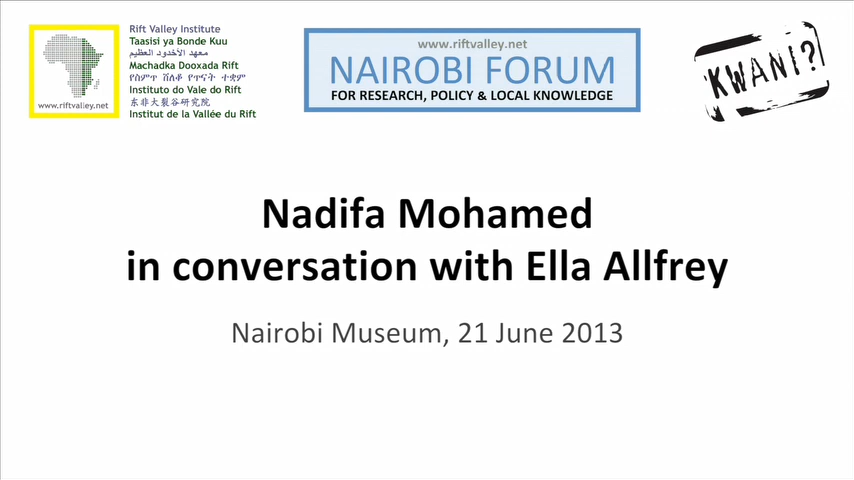 Rift Valley Institute
Taasisi ya Bonde Kuu
معهد الأخدود العظيم
Machadka Dooxada Rift
የስምጥ ሸለቆ የጥናት ተቋም
Instituto do Vale do Rift
东非大裂谷研究院
Institut de la Vallée du Rift
www.riftvalley.net
www.riftvalley.net
NAIROBI FORUM
FOR RESEARCH, POLICY & LOCAL KNOWLEDGE
KWANI?
Nadifa Mohamed
in conversation with Ella Allfrey
Nairobi Museum, 21 June 2013